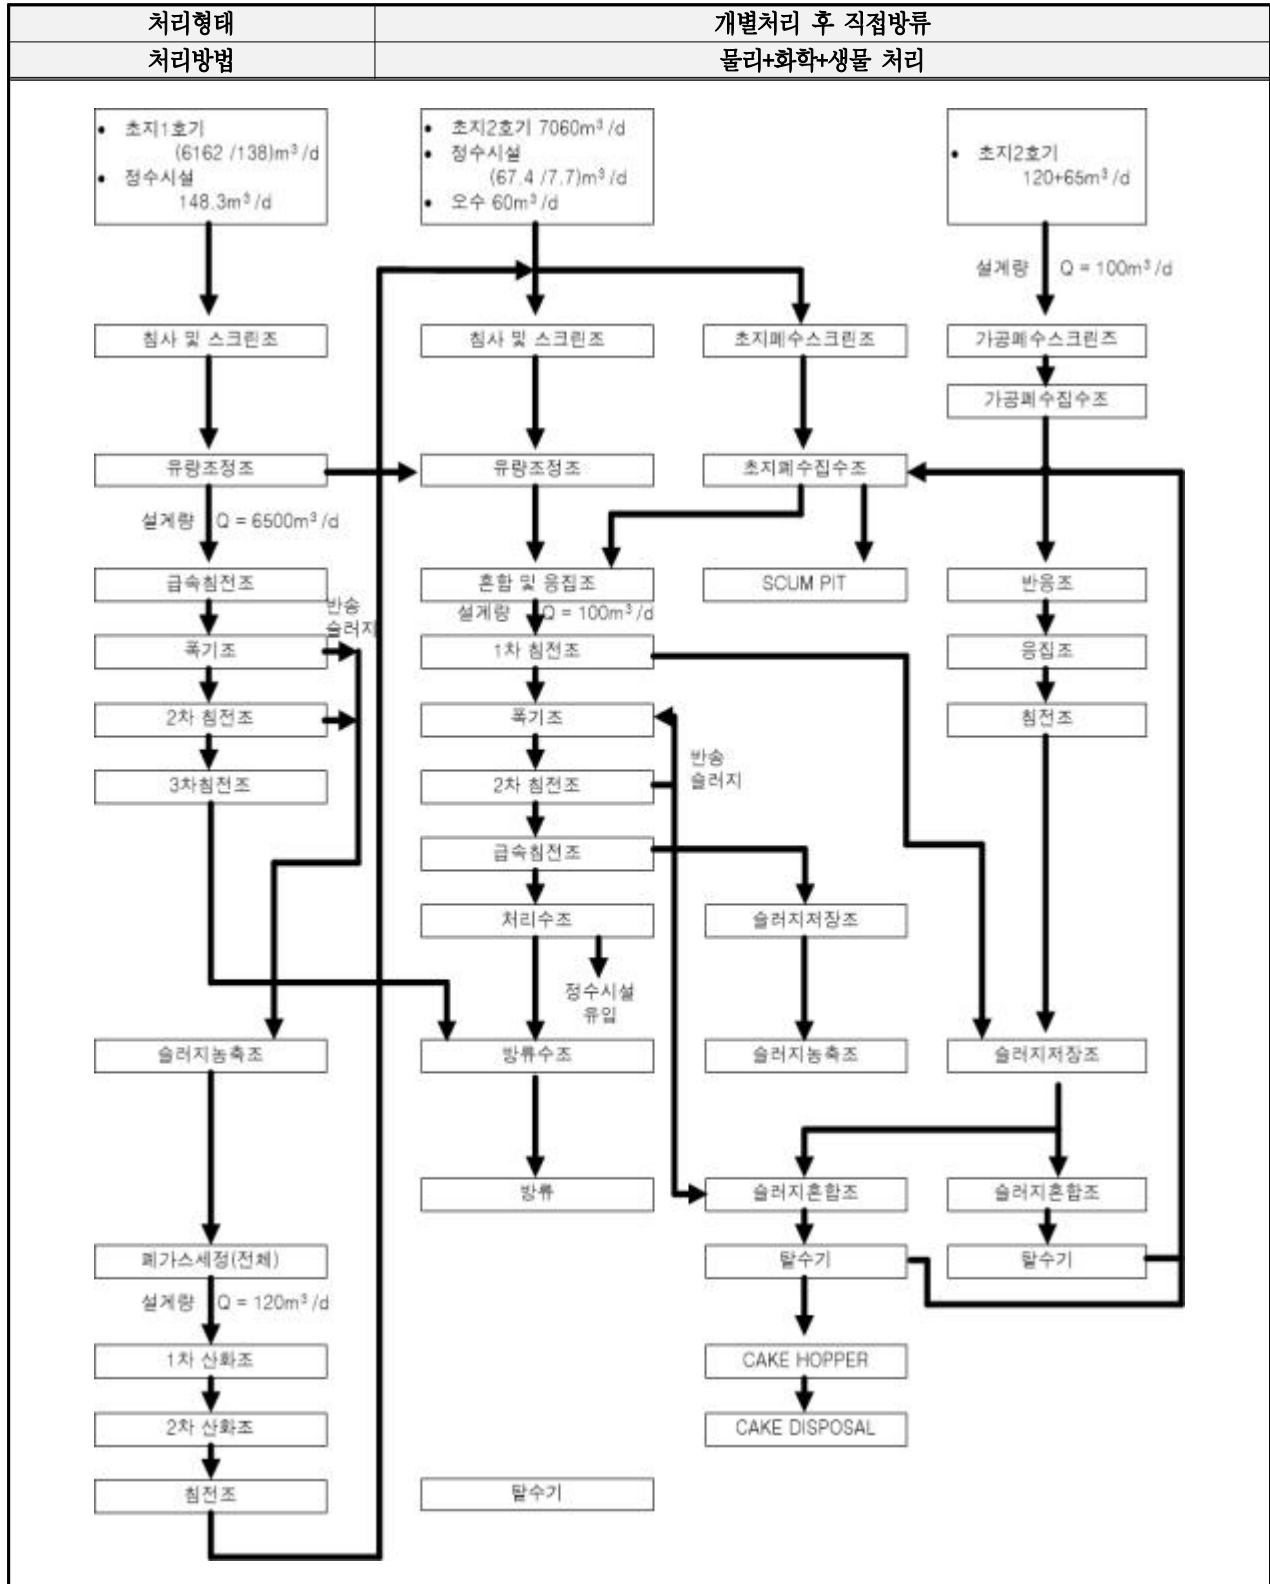 처리형태
개별처리 후 직접방류
처리방법
물리+화학+생물 처리
• 초지1호기
(6162 /138)m³/d
• 정수시설
148.3m³/d
• 초지2호기 7060m³/d
• 정수시설
(67.4 /7.7)m³/d
• 오수 60m³/d
• 초지2호기
120+65m³/d
설계량 Q = 100m³/d
침사 및 스크린조
침사 및 스크린조
초지폐수스크린조
가공폐수스크린즈
가공폐수집수조
유량조정조
유량조정조
초지폐수집수조
설계량 Q = 6500m³/d
급속침전조
혼합 및 응집조
SCUM PIT
반응조
반송
슬러지
설계량 Q = 100m³/d
폭기조
1차 침전조
응집조
2차 침전조
폭기조
침전조
반송
슬러지
3차침전조
2차 침전조
급속침전조
처리수조
슬러지저장조
정수시설
유입
슬러지농축조
방류수조
슬러지농축조
슬러지저장조
방류
슬러지혼합조
슬러지혼합조
폐가스세정(전체)
탈수기
탈수기
설계량 Q = 120m³/d
1차 산화조
CAKE HOPPER
2차 산화조
CAKE DISPOSAL
침전조
탈수기